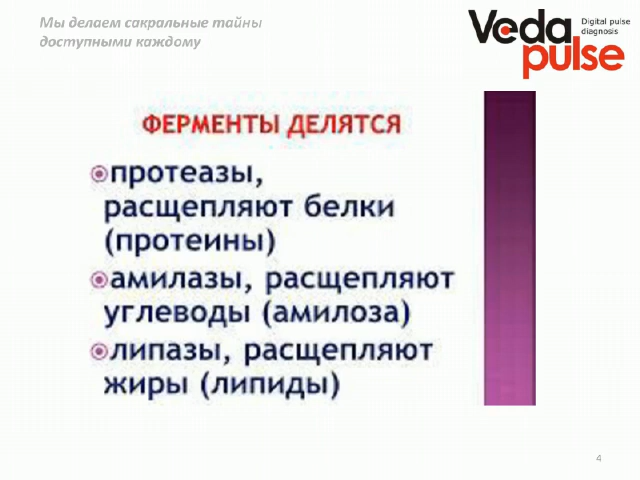 Мы делаем сакральные тайны
доступными каждому
Veda
pulse
Digital pulse
diagnosis
ФЕРМЕНТЫ ДЕЛЯТСЯ
протеазы,
расщепляют белки
(протеины)
амилазы, расщепляют
углеводы (амилоза)
липазы, расщепляют
жиры (липиды)
4